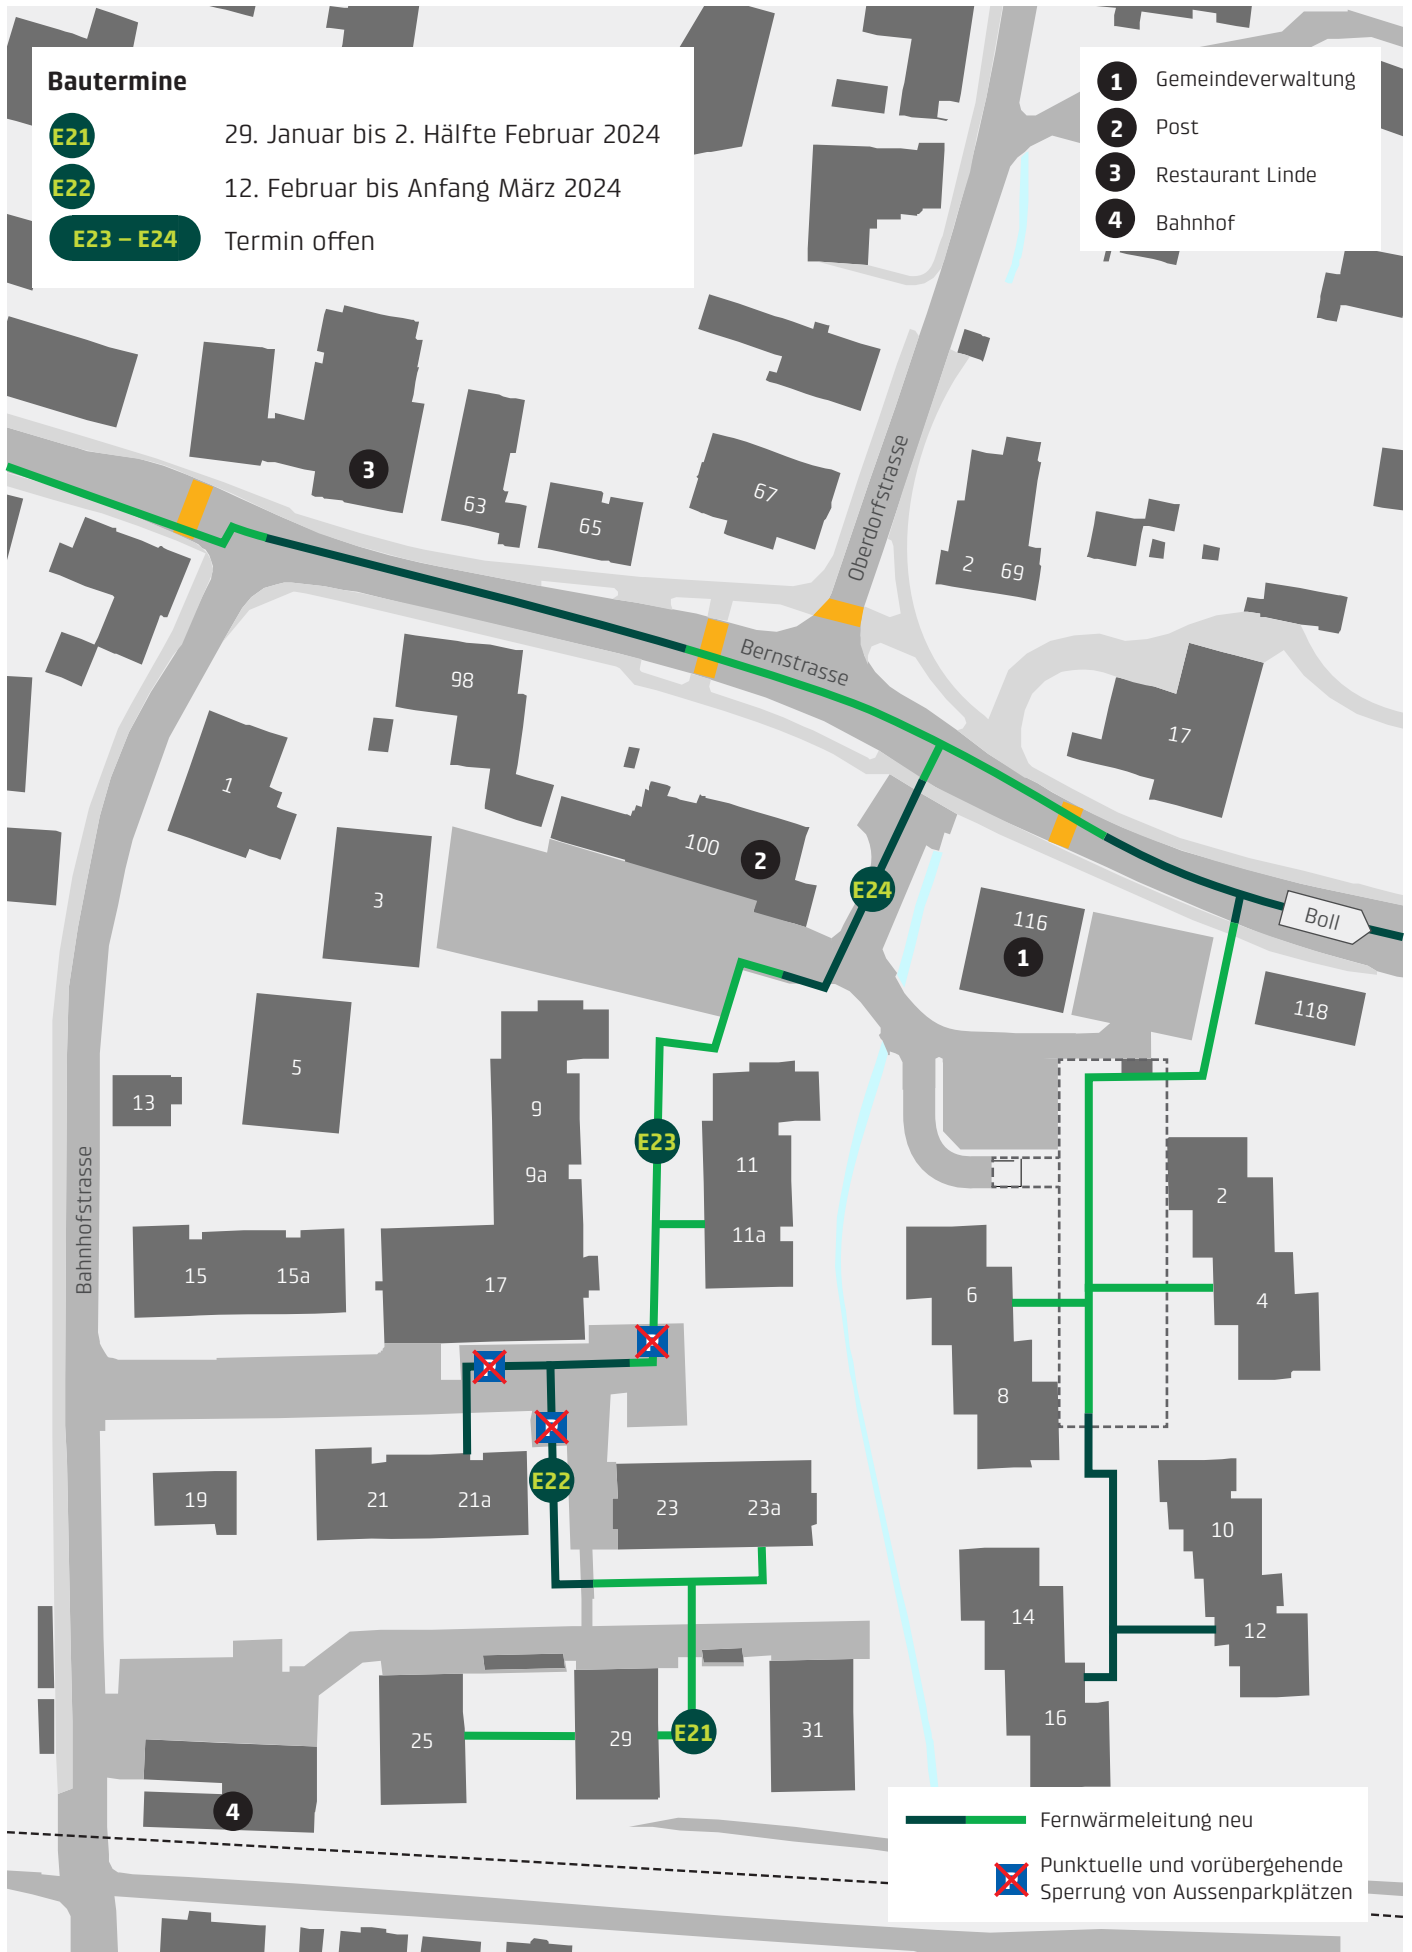 Bautermine
E21 29. Januar bis 2. Hälfte Februar 2024
E22 12. Februar bis Anfang März 2024
E23 – E24 Termin offen
1 Gemeindeverwaltung
2 Post
3 Restaurant Linde
4 Bahnhof
3
63
65
67
Oberdorfstrasse
2 69
Bernstrasse
98
17
1
100 2
3
E24
116
1
Boll
118
5
13
9
9a
E23
11
11a
2
4
6
8
Bahnhofstrasse
15 15a
17
19
21 21a
E22
23 23a
10
12
14
16
25
29
E21
31
4
Fernwärmeleitung neu
Punktuelle und vorübergehende
Sperrung von Aussenparkplätzen